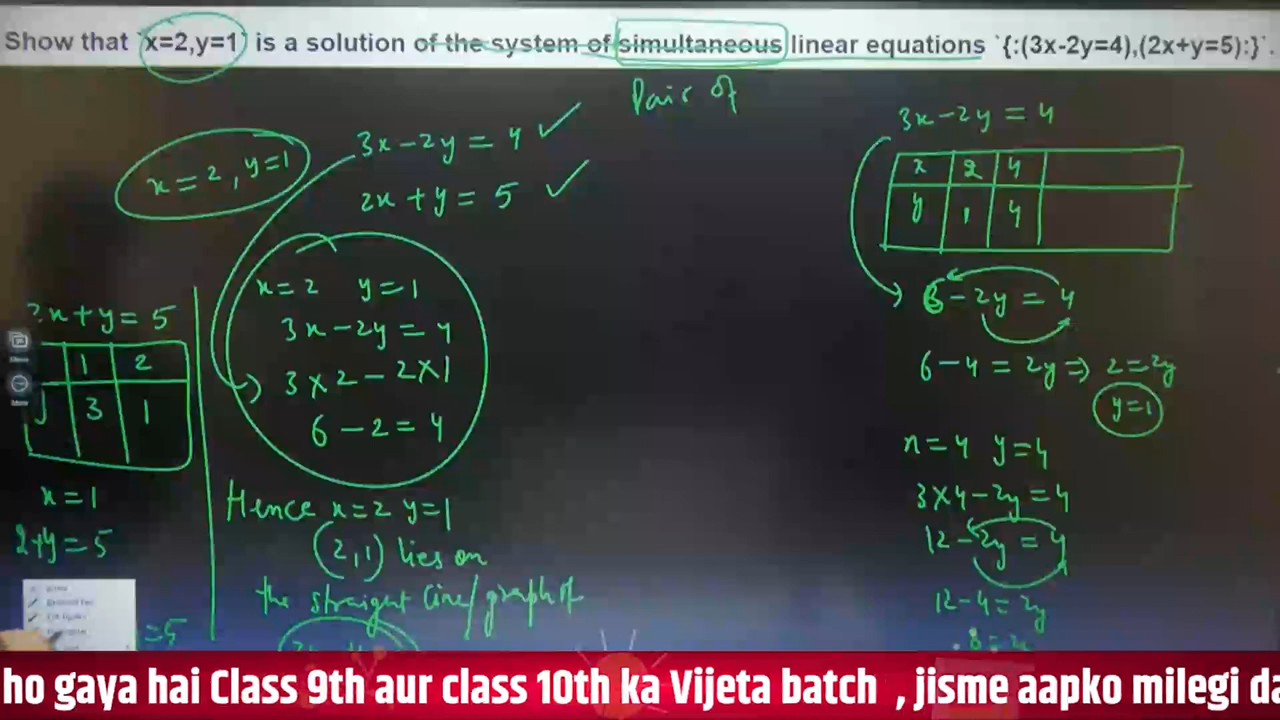 Show that `x=2,y=1` is a solution of the system of simultaneous linear equations `{:(3x-2y=4),(2x+y=5):}`.
Pair of
x = 2, y = 1
3x - 2y = 4 ✓
2x + y = 5 ✓
x = 2 y = 1
3x - 2y = 4
3 × 2 - 2 × 1
6 - 2 = 4
Hence x = 2 y = 1
(2, 1) lies on
the straight line/graph of
x + y = 5
1 2
3 1
x = 1
2 + y = 5
= 5
3x - 2y = 4
x 2 4
y 1 4
6 - 2y = 4
6 - 4 = 2y ⇒ 2 = 2y
y = 1
x = 4 y = 4
3 × 4 - 2y = 4
12 - 2y = 4
12 - 4 = 2y
ho gaya hai Class 9th aur class 10th ka Vijeta batch , jisme aapko milegi da